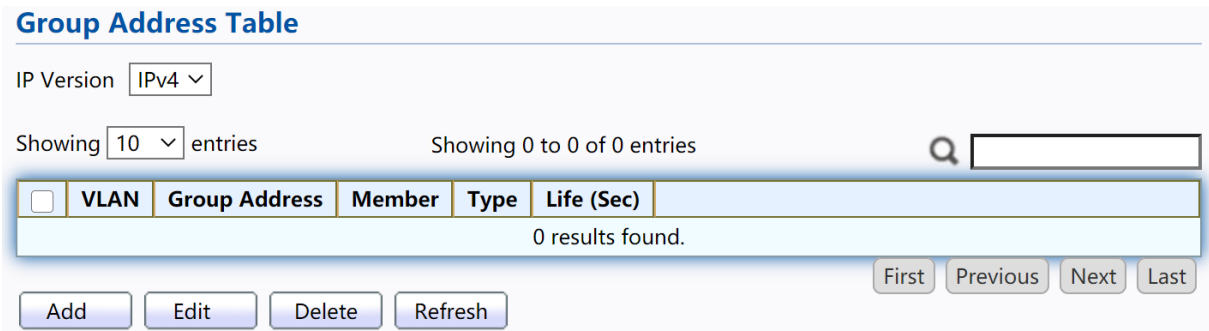 Group Address Table
IP Version IPv4
Showing 10 entries Showing 0 to 0 of 0 entries
VLAN Group Address Member Type Life (Sec)
0 results found.
First Previous Next Last
Add Edit Delete Refresh